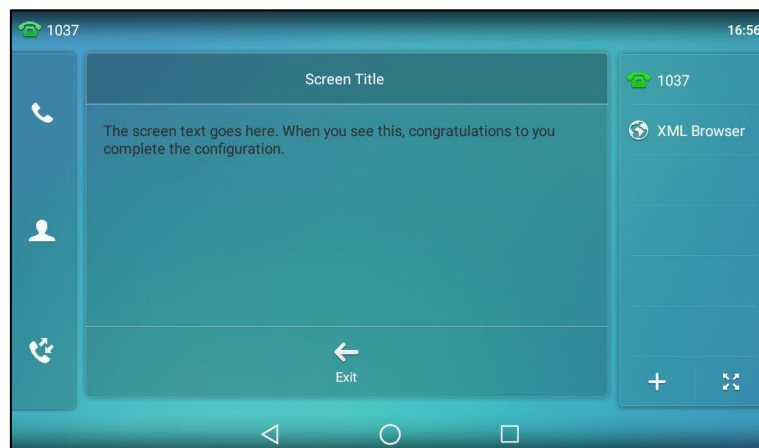 1037
16:56
Screen Title
The screen text goes here. When you see this, congratulations to you
complete the configuration.
Exit
1037
XML Browser